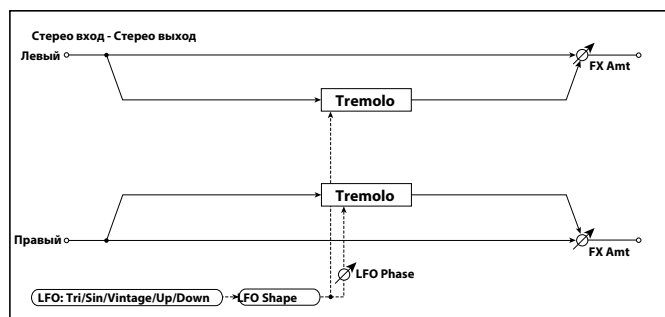 Стерео вход - Стерео выход
Левый
FX Amt
Tremolo
Tremolo
Правый
FX Amt
LFO Phase
LFO: Tri/Sin/Vintage/Up/Down
LFO Shape